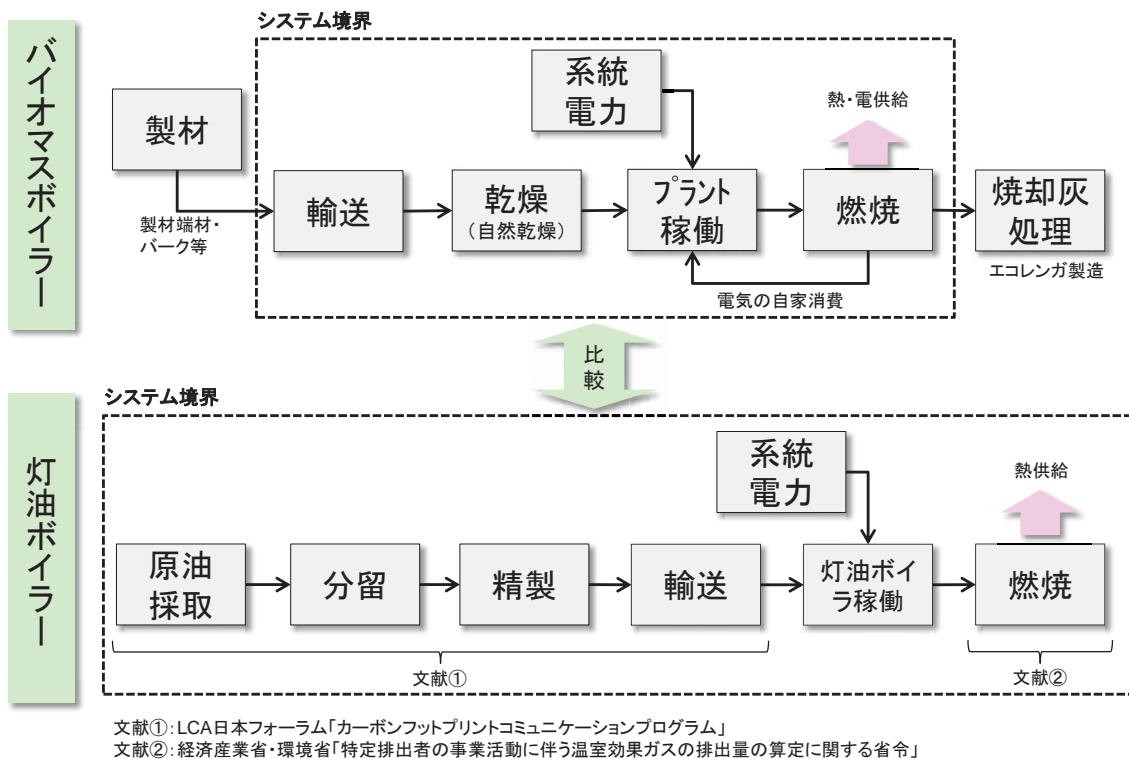 システム境界
バイオマスボイラー
製材
製材端材・
バーク等
輸送
乾燥
（自然乾燥）
系統
電力
プラント
稼働
熱・電供給
燃焼
電気の自家消費
焼却灰
処理
エコレンガ製造
比
較
システム境界
灯油ボイラー
原油
採取
分留
精製
輸送
系統
電力
灯油ボイ
ラ稼働
熱供給
燃焼
文献①
文献②
文献①：LCA日本フォーラム「カーボンフットプリントコミュニケーションプログラム」
文献②：経済産業省・環境省「特定排出者の事業活動に伴う温室効果ガスの排出量の算定に関する省令」